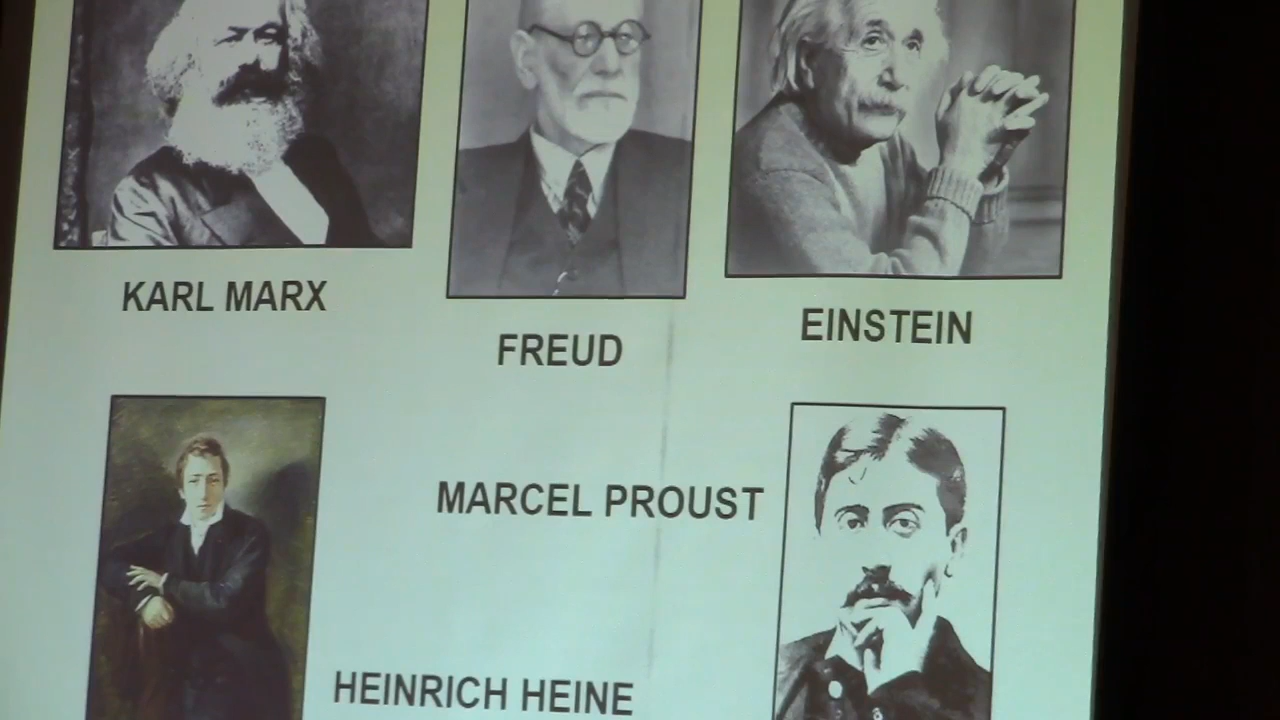 KARL MARX
FREUD
EINSTEIN
MARCEL PROUST
HEINRICH HEINE